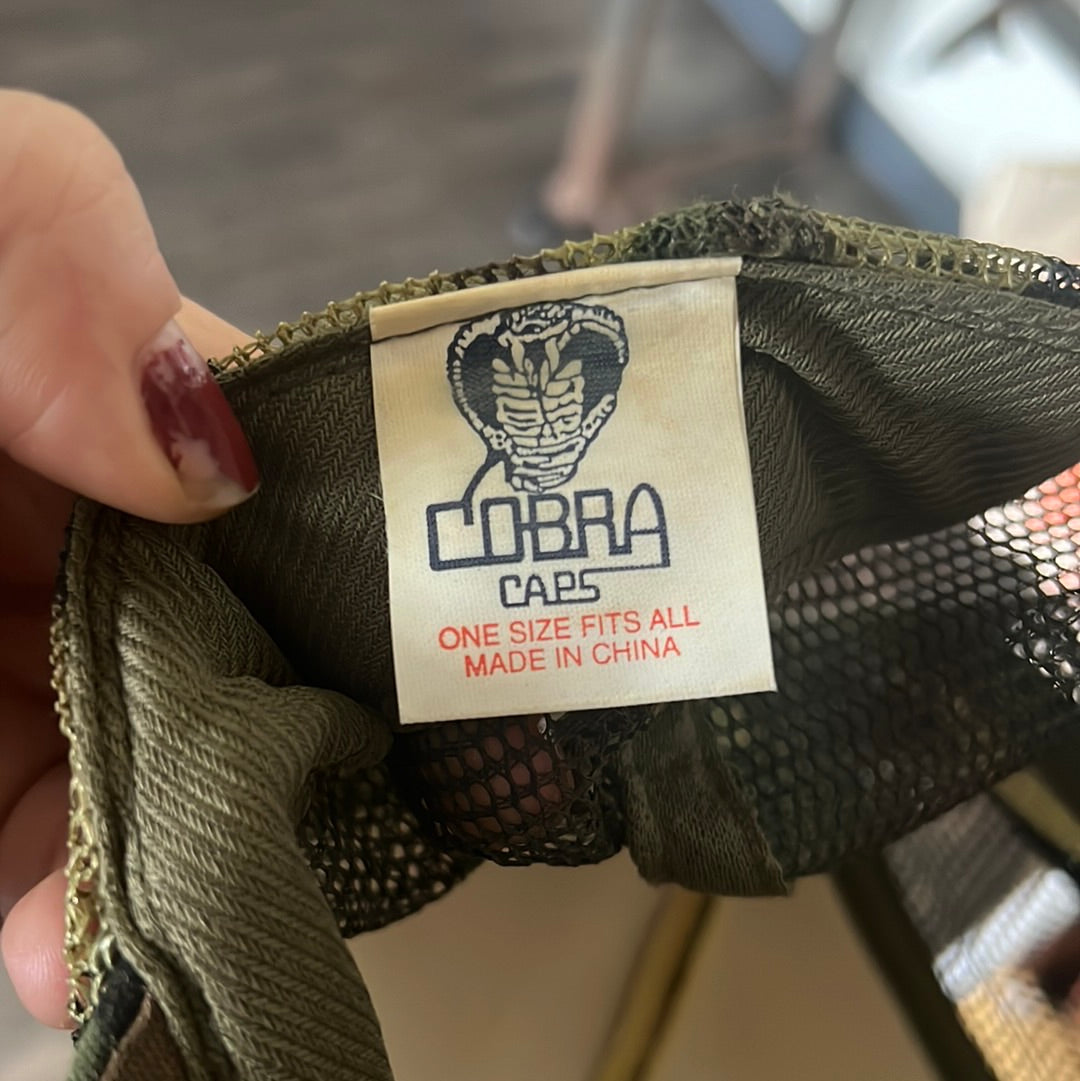 COBRA
CAPS
ONE SIZE FITS ALL
MADE IN CHINA